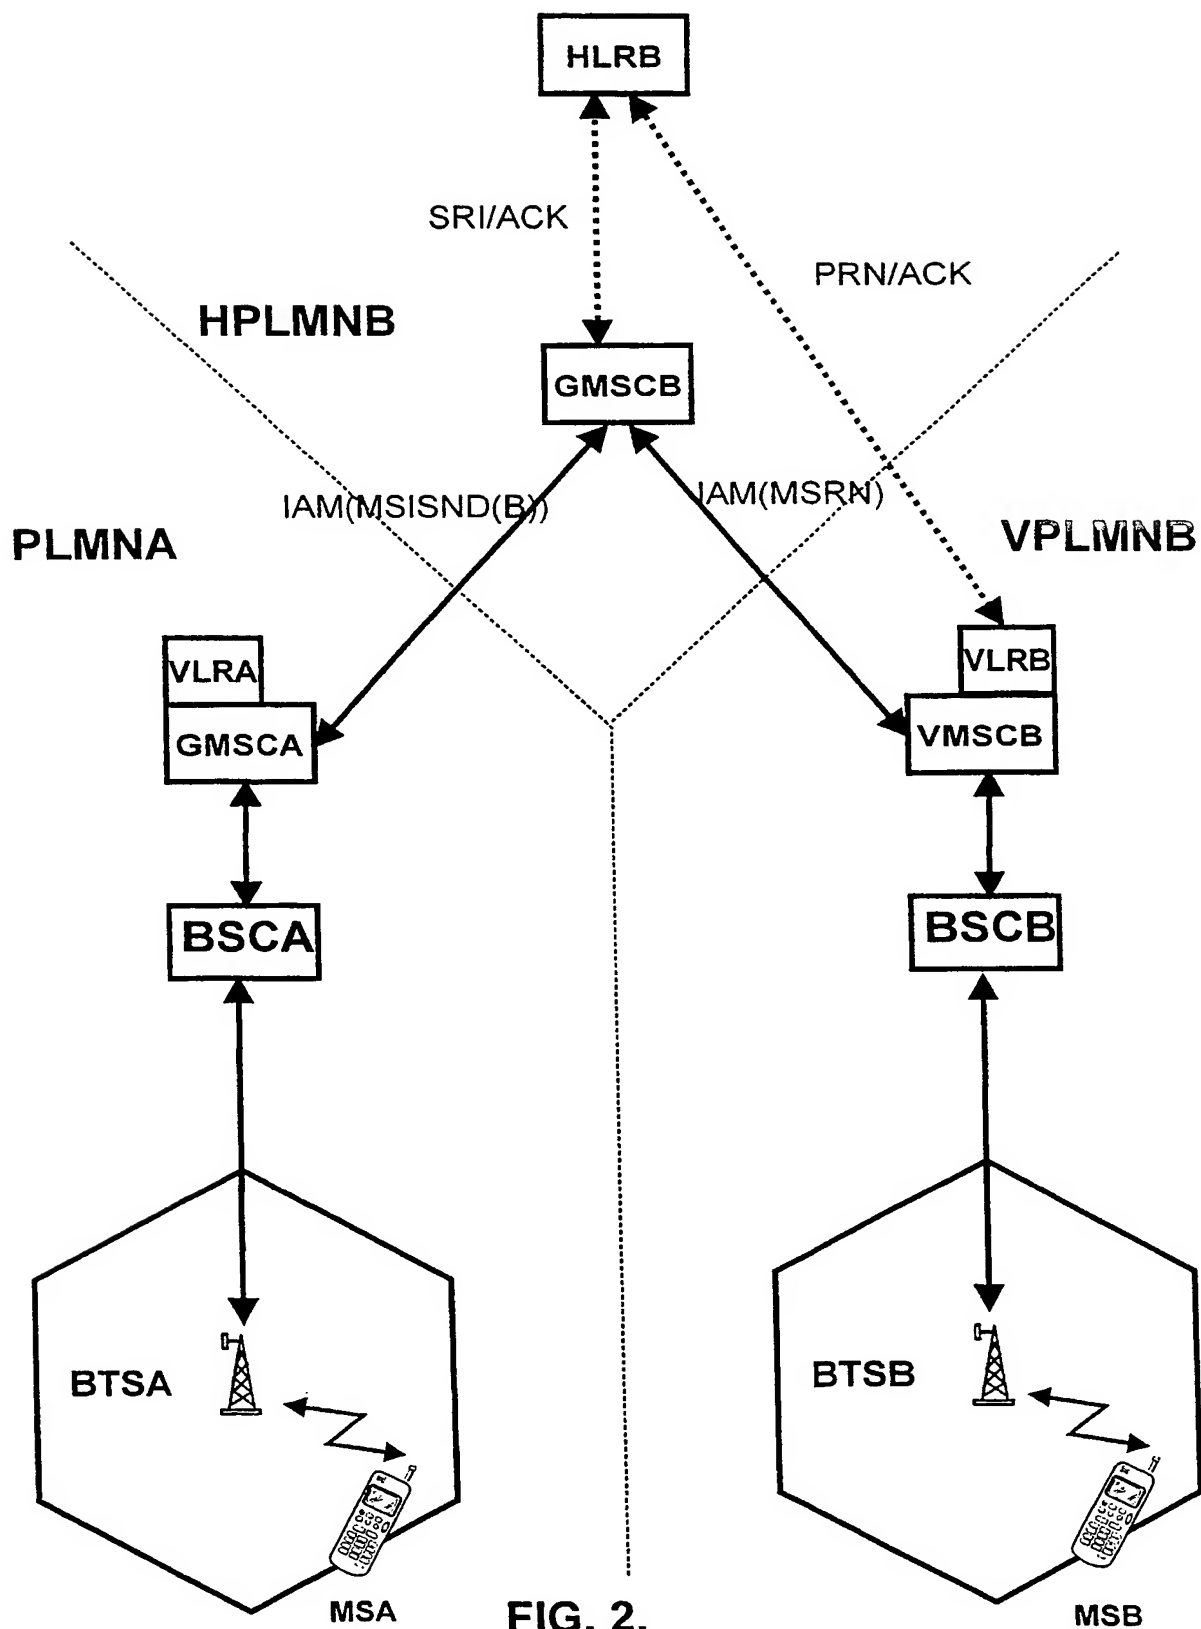 HLRB
SRI/ACK
PRN/ACK
HPLMNB
GMSCB
IAM(MSISND(B))
IAM(MSRN)
PLMNA
VPLMNB
VLRA
VLRB
GMSCA
VMSCB
BSCA
BSCB
BTSA
BTSB
MSA
MSB
FIG. 2.